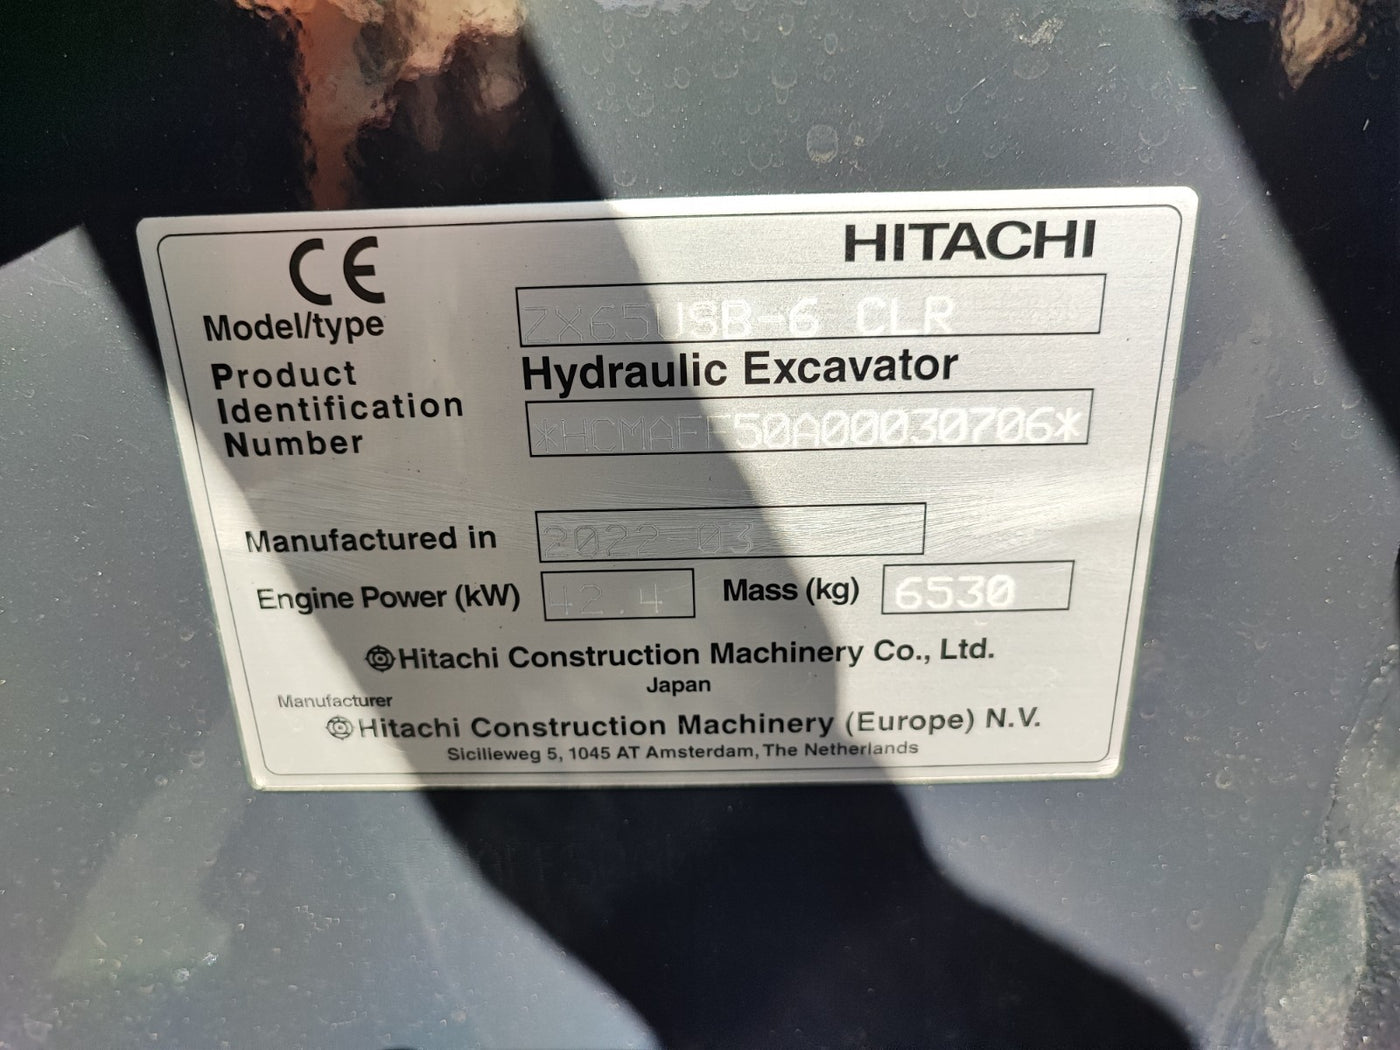 CE HITACHI
Model/type ZX65USB-6 CLR
Hydraulic Excavator
Product
Identification
Number *HCMAFF50A00030706*
Manufactured in 2022-03
Engine Power (kW) 42.4 Mass (kg) 6530
Hitachi Construction Machinery Co., Ltd.
Japan
Manufacturer
Hitachi Construction Machinery (Europe) N.V.
Sicilieweg 5, 1045 AT Amsterdam, The Netherlands